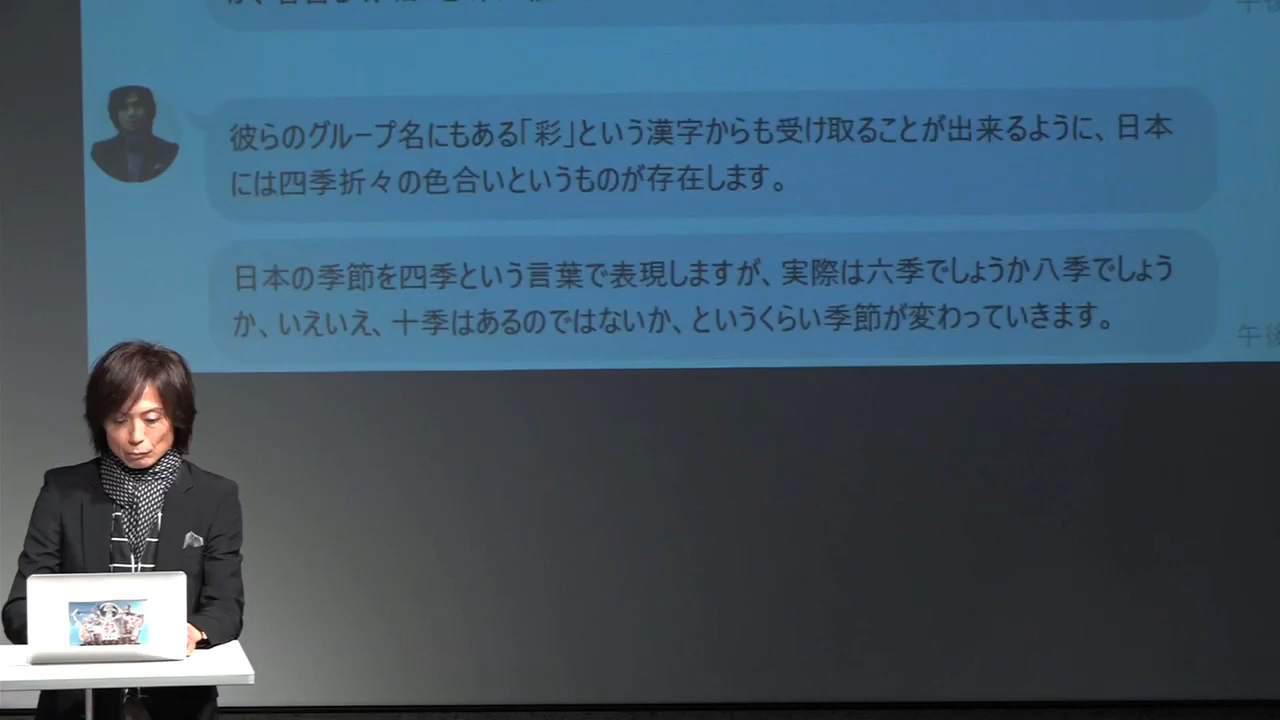 彼らのグループ名にもある「彩」という漢字からも受け取ることが出来るように、日本
には四季折々の色合いというものが存在します。
日本の季節を四季という言葉で表現しますが、実際は六季でしょうか八季でしょう
か、いえいえ、十季はあるのではないか、というくらい季節が変わっていきます。
午後